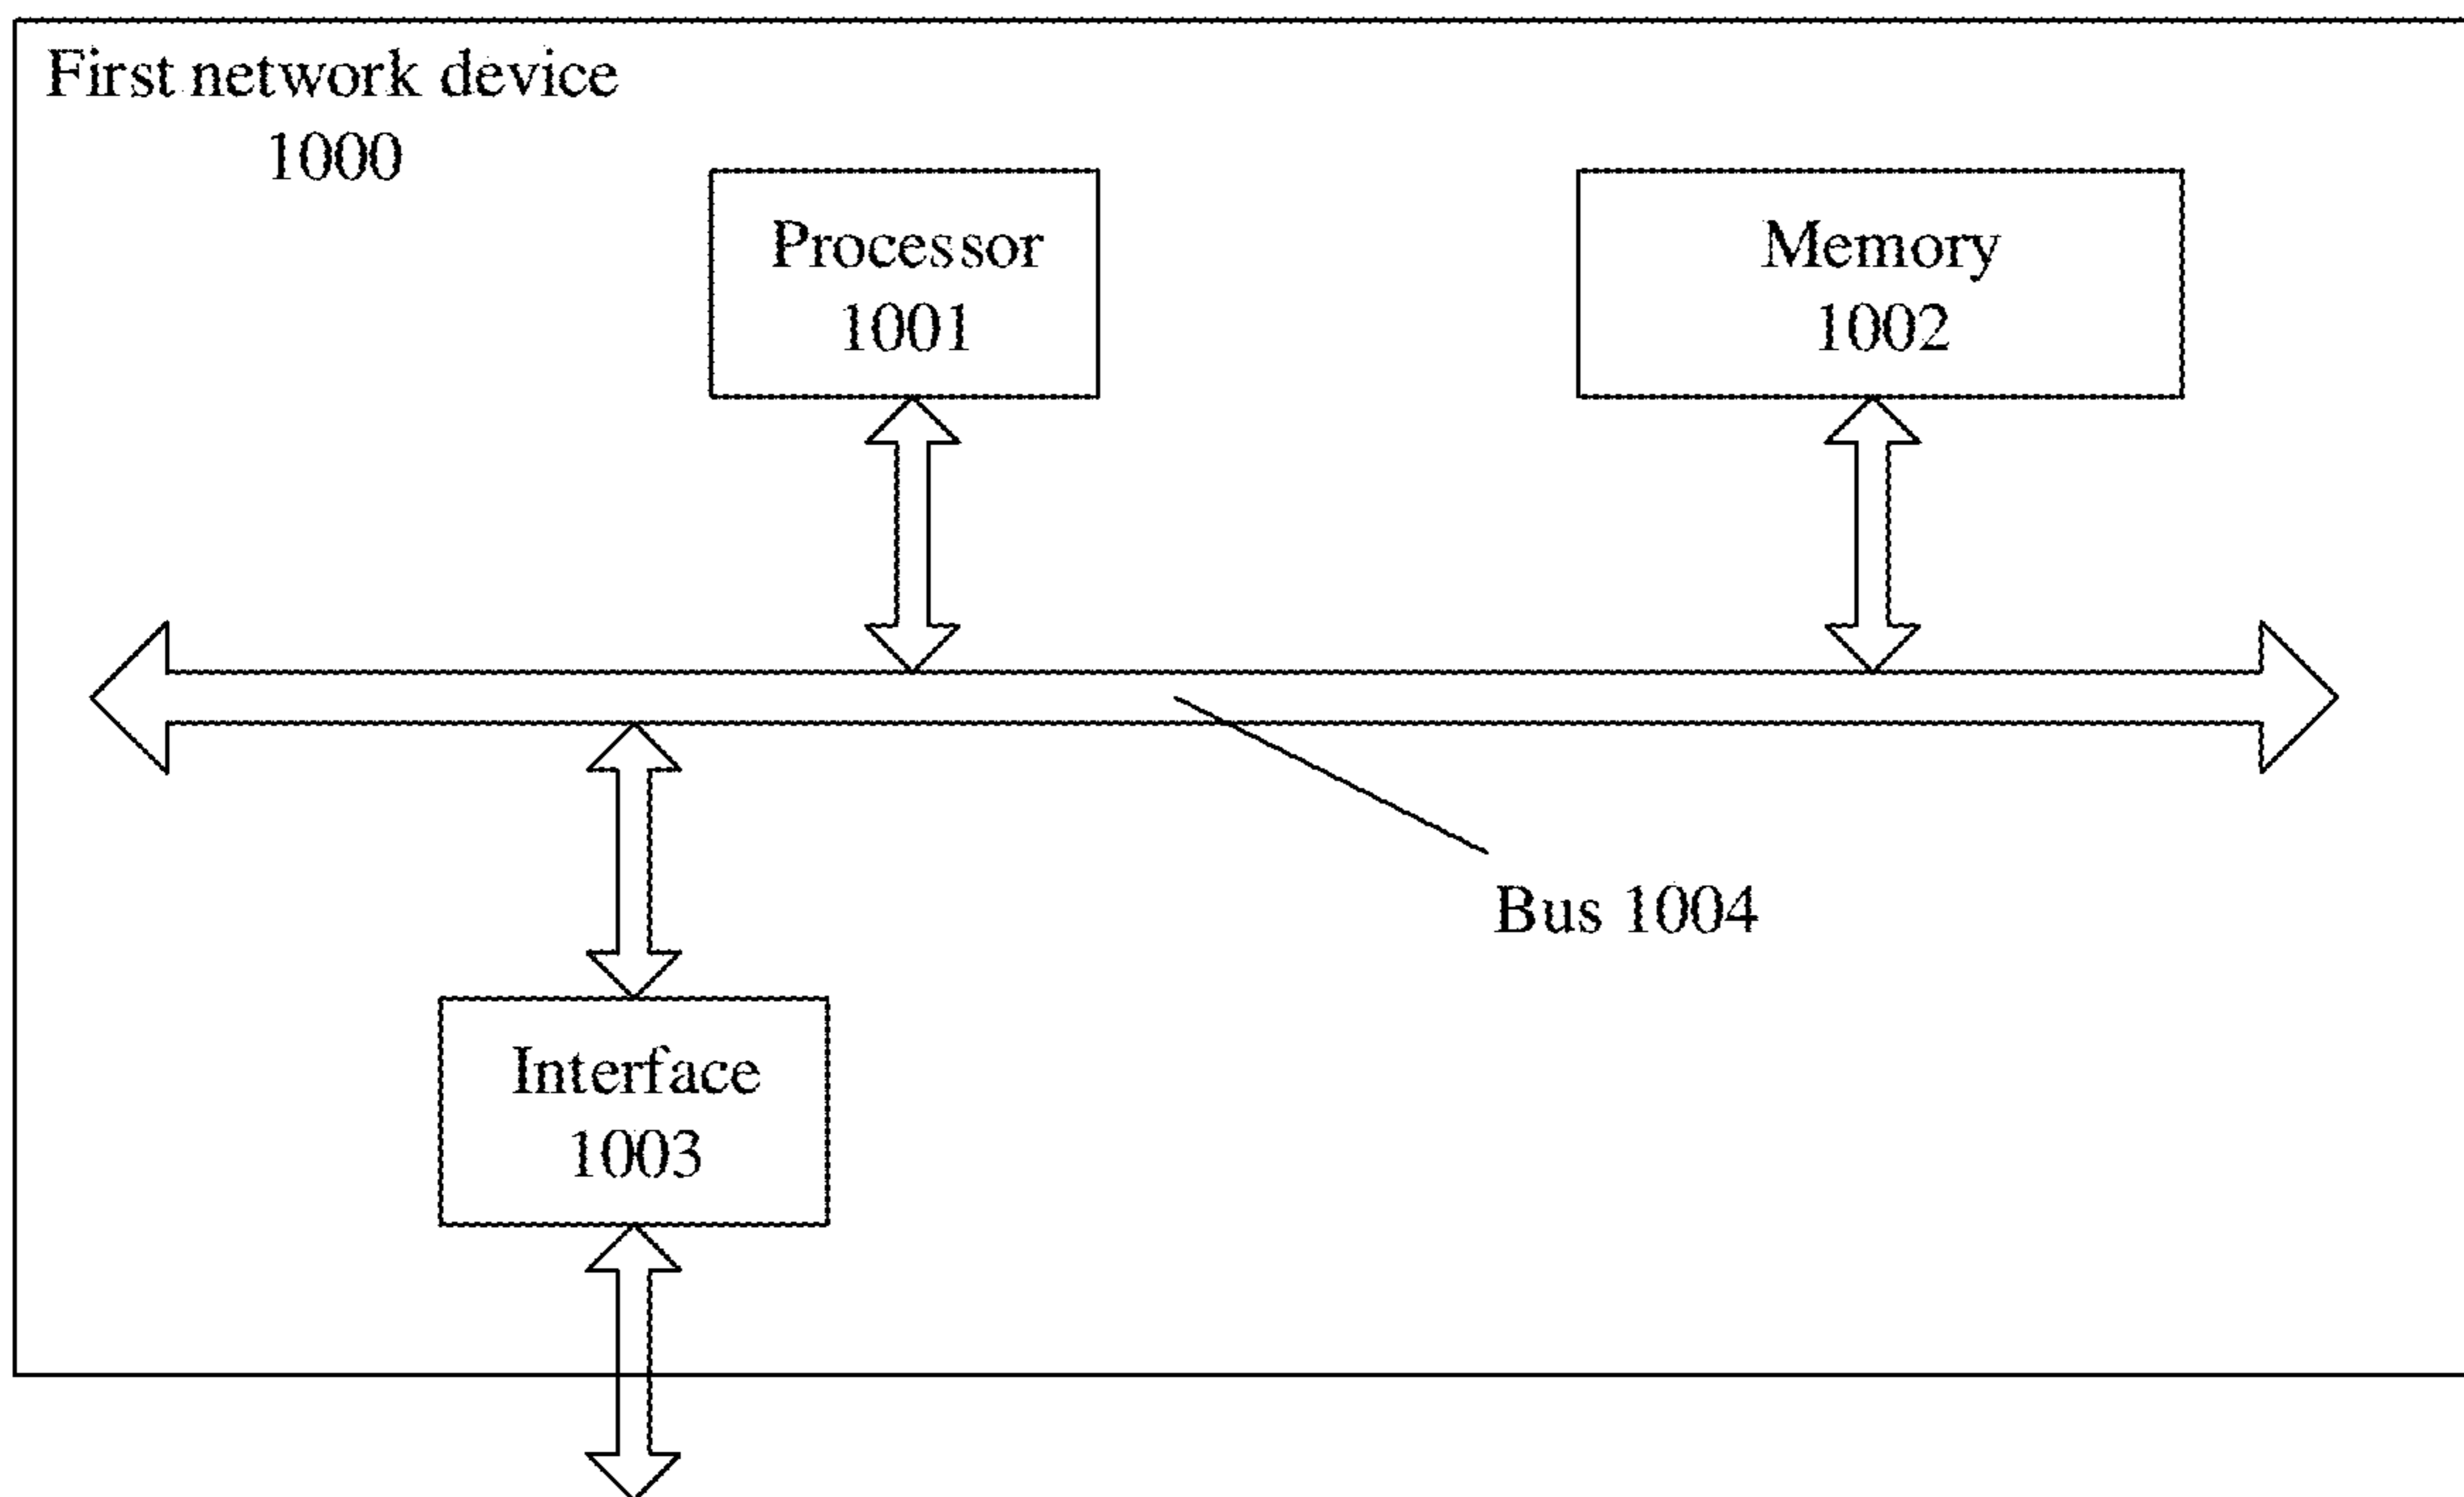 First network device
1000
Processor
1001
Memory
1002
Bus 1004
Interface
1003